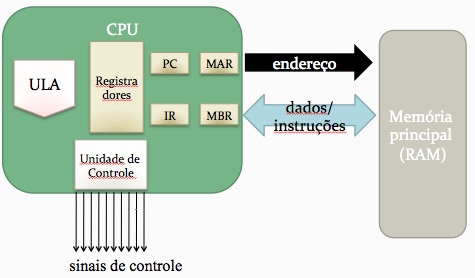 CPU
ULA
Registra
dores
PC
MAR
IR
MBR
Unidade de
Controle
sinais de controle
endereço
dados/
instruções
Memória
principal
(RAM)